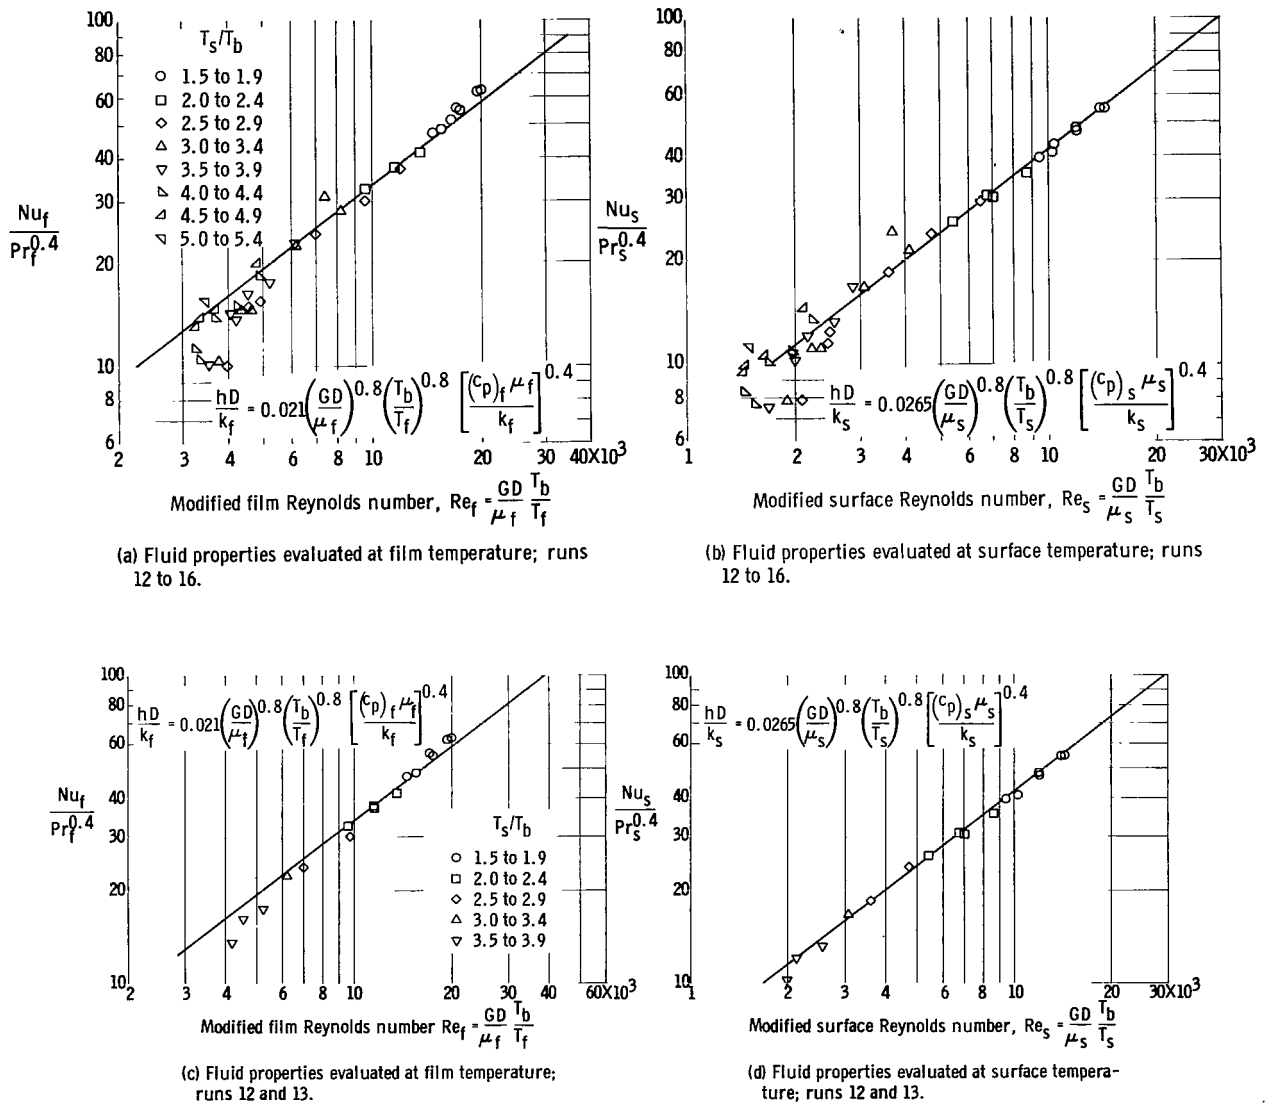 100
80
60
40
30
20
10
8
6
Nu_f / Pr_f^0.4
T_s/T_b
1.5 to 1.9
2.0 to 2.4
2.5 to 2.9
3.0 to 3.4
3.5 to 3.9
4.0 to 4.4
4.5 to 4.9
5.0 to 5.4
hD/k_f = 0.021 (GD/μ_f)^0.8 (T_b/T_f)^0.8 [(c_p)_f μ_f / k_f]^0.4
2 3 4 6 8 10 20 30 40X10^3
Modified film Reynolds number, Re_f = GD/μ_f T_b/T_f
(a) Fluid properties evaluated at film temperature; runs
12 to 16.
100
80
60
40
30
20
10
8
6
Nu_s / Pr_s^0.4
hD/k_s = 0.0265 (GD/μ_s)^0.8 (T_b/T_s)^0.8 [(c_p)_s μ_s / k_s]^0.4
1 2 3 4 6 8 10 20 30X10^3
Modified surface Reynolds number, Re_s = GD/μ_s T_b/T_s
(b) Fluid properties evaluated at surface temperature; runs
12 to 16.
100
80
60
40
30
20
10
Nu_f / Pr_f^0.4
hD/k_f = 0.021 (GD/μ_f)^0.8 (T_b/T_f)^0.8 [(c_p)_f μ_f / k_f]^0.4
T_s/T_b
1.5 to 1.9
2.0 to 2.4
2.5 to 2.9
3.0 to 3.4
3.5 to 3.9
2 3 4 6 8 10 20 30 40 60X10^3
Modified film Reynolds number Re_f = GD/μ_f T_b/T_f
(c) Fluid properties evaluated at film temperature;
runs 12 and 13.
100
80
60
40
30
20
10
Nu_s / Pr_s^0.4
hD/k_s = 0.0265 (GD/μ_s)^0.8 (T_b/T_s)^0.8 [(c_p)_s μ_s / k_s]^0.4
1 2 3 4 6 8 10 20 30X10^3
Modified surface Reynolds number, Re_s = GD/μ_s T_b/T_s
(d) Fluid properties evaluated at surface tempera-
ture; runs 12 and 13.